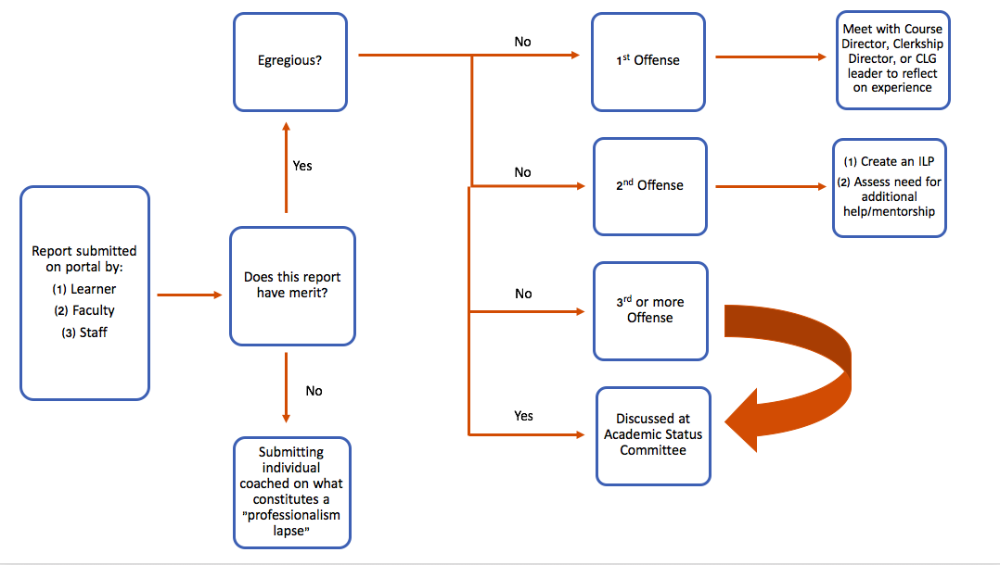 Report submitted
on portal by:
(1) Learner
(2) Faculty
(3) Staff
Does this report
have merit?
Yes
Egregious?
No
Submitting
individual
coached on what
constitutes a
”professionalism
lapse”
No
1st Offense
Meet with Course
Director, Clerkship
Director, or CLG
leader to reflect
on experience
No
2nd Offense
(1) Create an ILP
(2) Assess need for
additional
help/mentorship
No
3rd or more
Offense
Yes
Discussed at
Academic Status
Committee